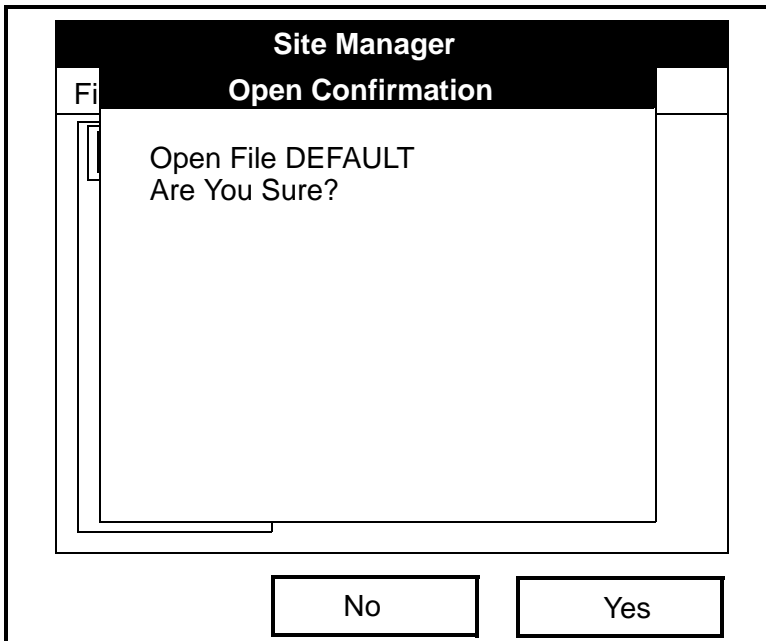 Site Manager
Open Confirmation
Fi
Open File DEFAULT
Are You Sure?
No
Yes